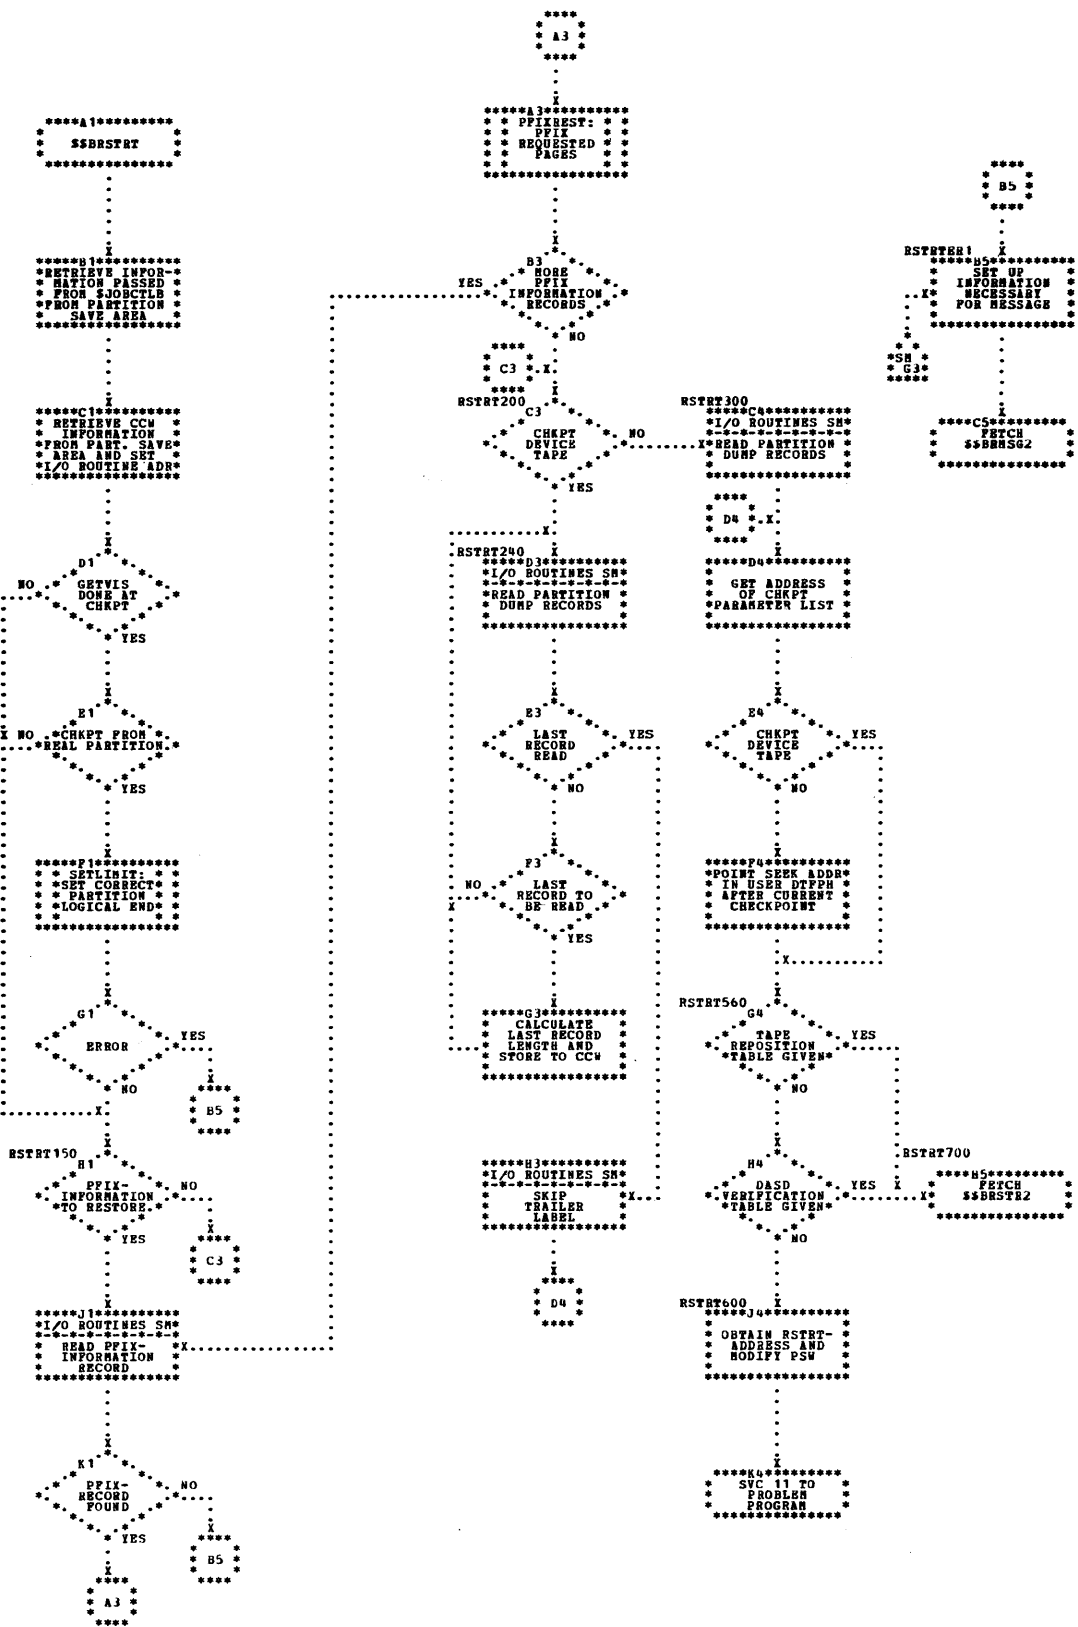 A1
$$BRSTRT
B1
RETRIEVE INFOR-
MATION PASSED
FROM $JOBCTLB
FROM PARTITION
SAVE AREA
C1
RETRIEVE CCW
INFORMATION
FROM PART. SAVE
AREA AND SET
I/O ROUTINE ADR
D1
NO
GETVIS
DONE AT
CHKPT
YES
E1
NO
CHKPT FROM
REAL PARTITION
YES
F1
SETLIMIT:
SET CORRECT
PARTITION
LOGICAL END
G1
ERROR
YES
NO
B5
RSTRT150
H1
PFIX-
INFORMATION
TO RESTORE
NO
YES
C3
J1
I/O ROUTINES SM
READ PFIX-
INFORMATION
RECORD
K1
PFIX-
RECORD
FOUND
NO
YES
B5
A3
A3
A3
PFIXREST:
PFIX
REQUESTED
PAGES
B3
YES
MORE
PFIX
INFORMATION
RECORDS
NO
C3
RSTRT200
C3
CHKPT
DEVICE
TAPE
NO
YES
RSTRT240
D3
I/O ROUTINES SM
READ PARTITION
DUMP RECORDS
E3
LAST
RECORD
READ
YES
NO
F3
NO
LAST
RECORD TO
BE READ
YES
G3
CALCULATE
LAST RECORD
LENGTH AND
STORE TO CCW
H3
I/O ROUTINES SM
SKIP
TRAILER
LABEL
D4
RSTRT300
C4
I/O ROUTINES SM
READ PARTITION
DUMP RECORDS
D4
D4
GET ADDRESS
OF CHKPT
PARAMETER LIST
E4
CHKPT
DEVICE
TAPE
YES
NO
F4
POINT SEEK ADDR
IN USER DTFPH
AFTER CURRENT
CHECKPOINT
RSTRT560
G4
TAPE
REPOSITION
TABLE GIVEN
YES
NO
H4
DASD
VERIFICATION
TABLE GIVEN
YES
NO
RSTRT600
J4
OBTAIN RSTRT-
ADDRESS AND
MODIFY PSW
K4
SVC 11 TO
PROBLEM
PROGRAM
B5
RSTRTER1
B5
SET UP
INFORMATION
NECESSARY
FOR MESSAGE
SM
G3
C5
FETCH
$$BRMSG2
RSTRT700
H5
FETCH
$$BRSTR2